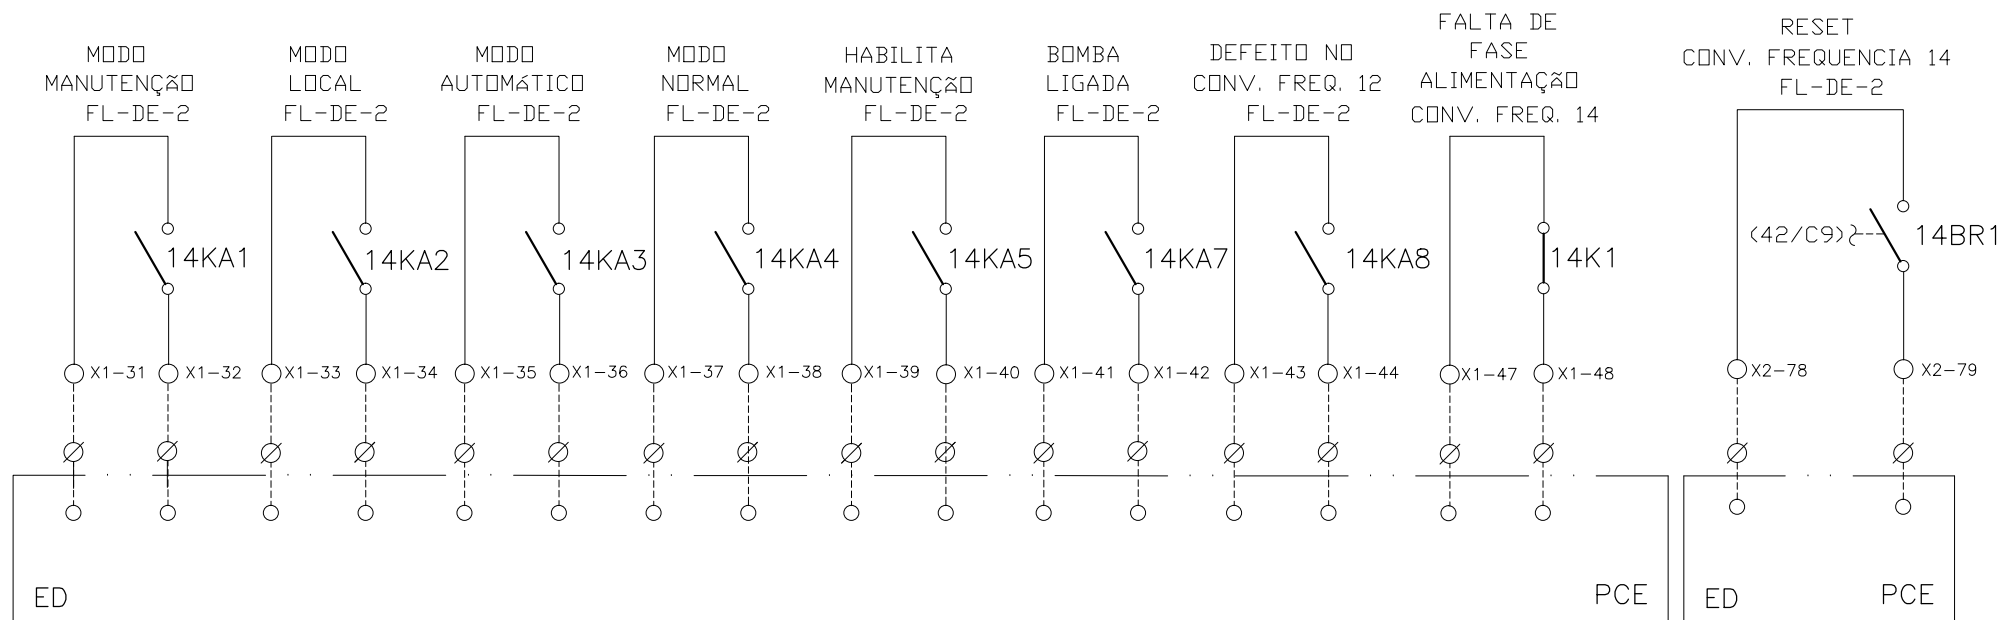 MODO
MANUTENÇÃO
FL-DE-2
MODO
LOCAL
FL-DE-2
MODO
AUTOMÁTICO
FL-DE-2
MODO
NORMAL
FL-DE-2
HABILITA
MANUTENÇÃO
FL-DE-2
BOMBA
LIGADA
FL-DE-2
DEFEITO NO
CONV. FREQ. 12
FL-DE-2
FALTA DE
FASE
ALIMENTAÇÃO
CONV. FREQ. 14
RESET
CONV. FREQUENCIA 14
FL-DE-2
14KA1
14KA2
14KA3
14KA4
14KA5
14KA7
14KA8
14K1
(42/C9)
14BR1
X1-31
X1-32
X1-33
X1-34
X1-35
X1-36
X1-37
X1-38
X1-39
X1-40
X1-41
X1-42
X1-43
X1-44
X1-47
X1-48
X2-78
X2-79
ED
PCE
ED
PCE